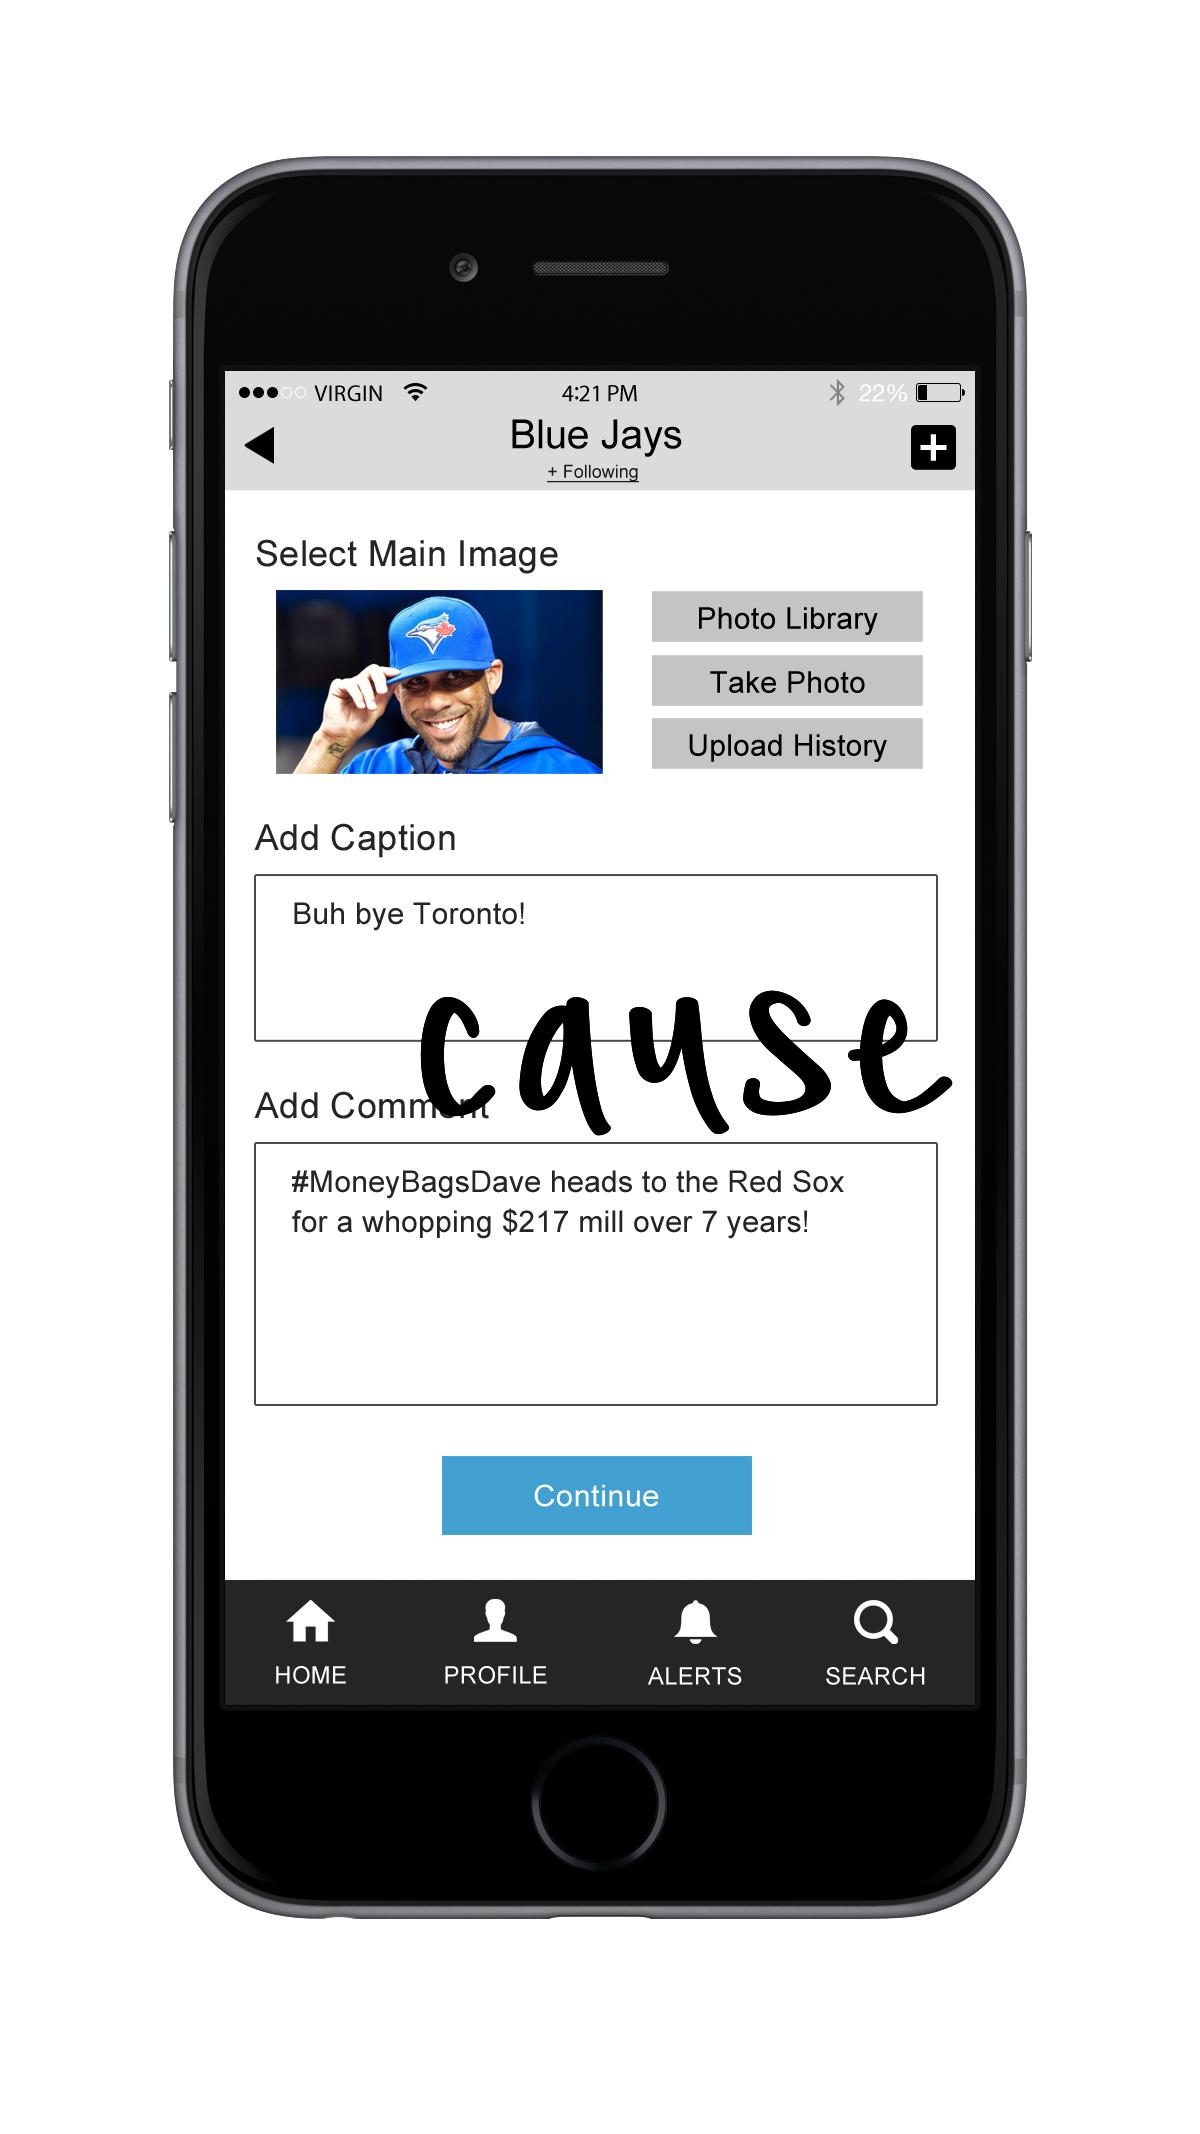 VIRGIN 4:21 PM 22%
Blue Jays
+ Following
Select Main Image
Photo Library
Take Photo
Upload History
Add Caption
Buh bye Toronto!
cause
Add Comment
#MoneyBagsDave heads to the Red Sox
for a whopping $217 mill over 7 years!
Continue
HOME PROFILE ALERTS SEARCH